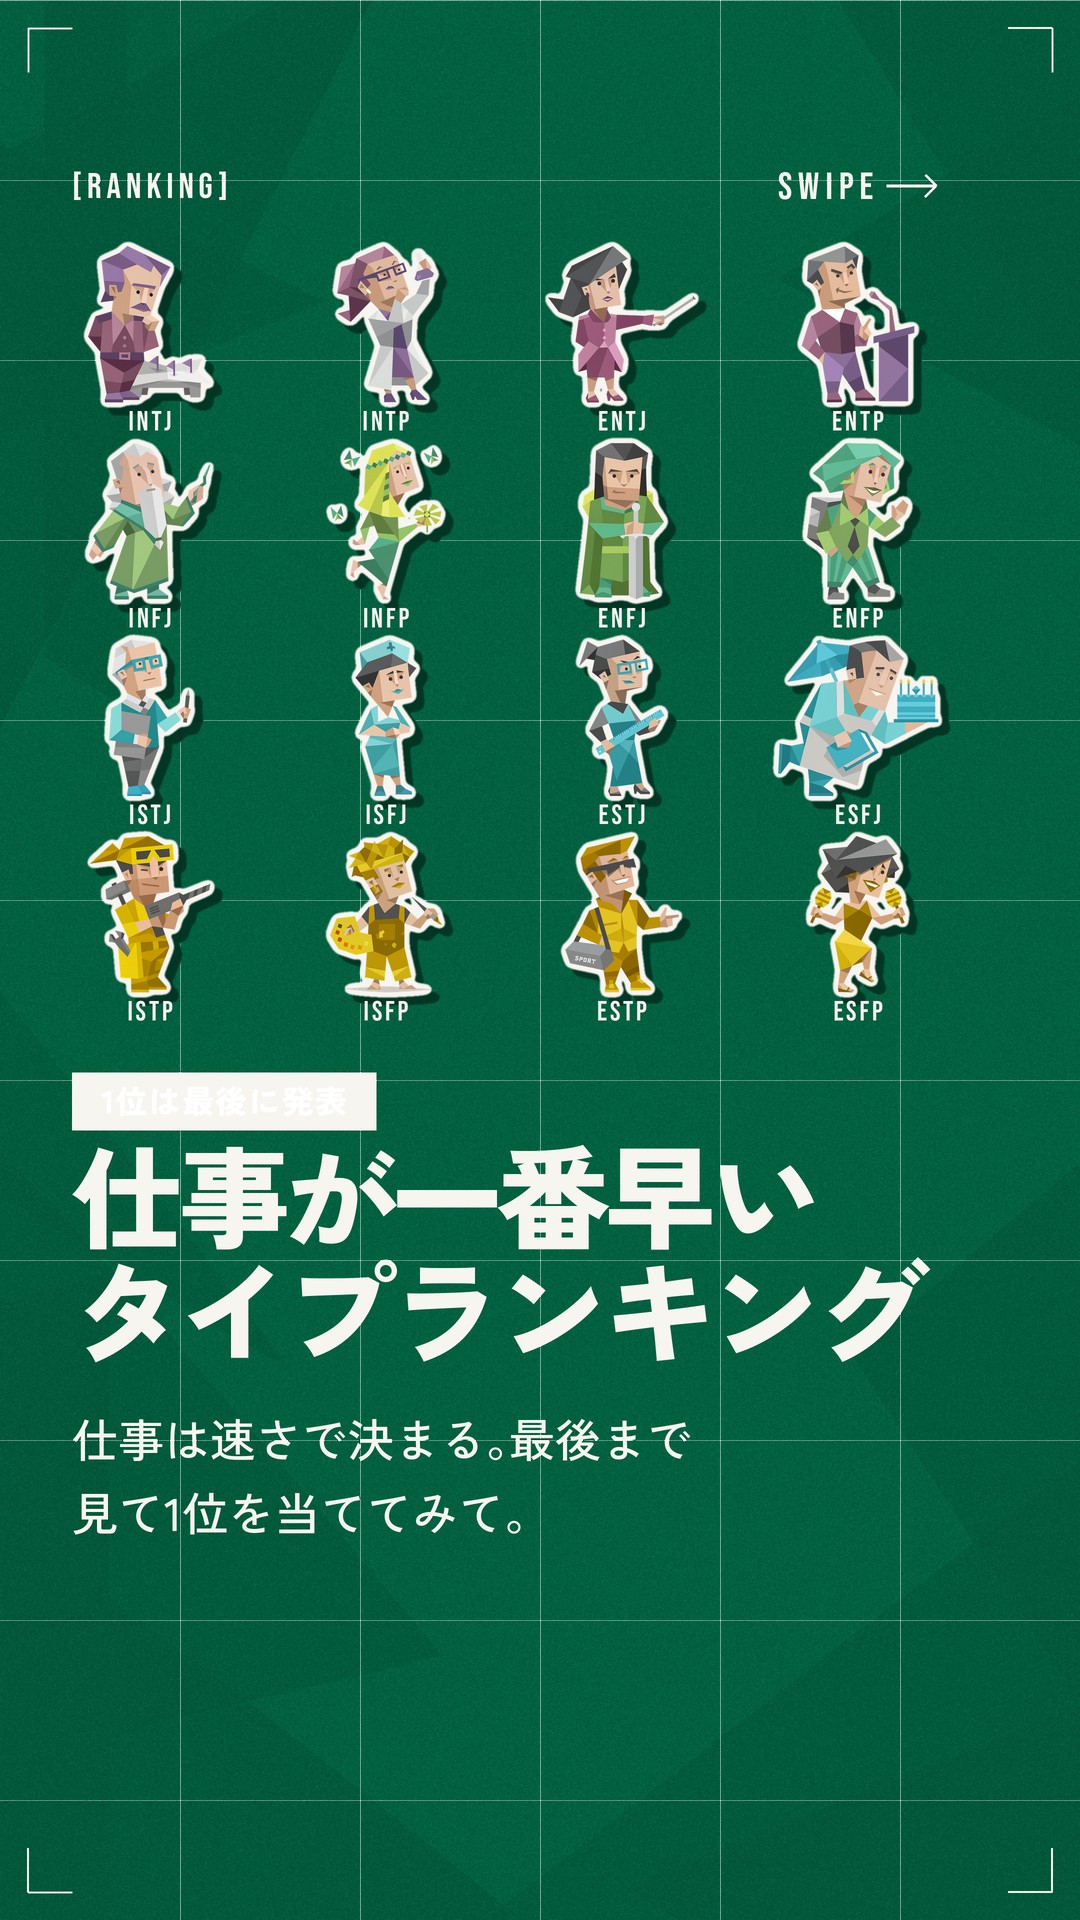 [RANKING]
SWIPE →
INTJ
INTP
ENTJ
ENTP
INFJ
INFP
ENFJ
ENFP
ISTJ
ISFJ
ESTJ
ESFJ
SPORT
ISTP
ISFP
ESTP
ESFP
1位は最後に発表
仕事が一番早い
タイプランキング
仕事は速さで決まる。最後まで
見て1位を当ててみて。